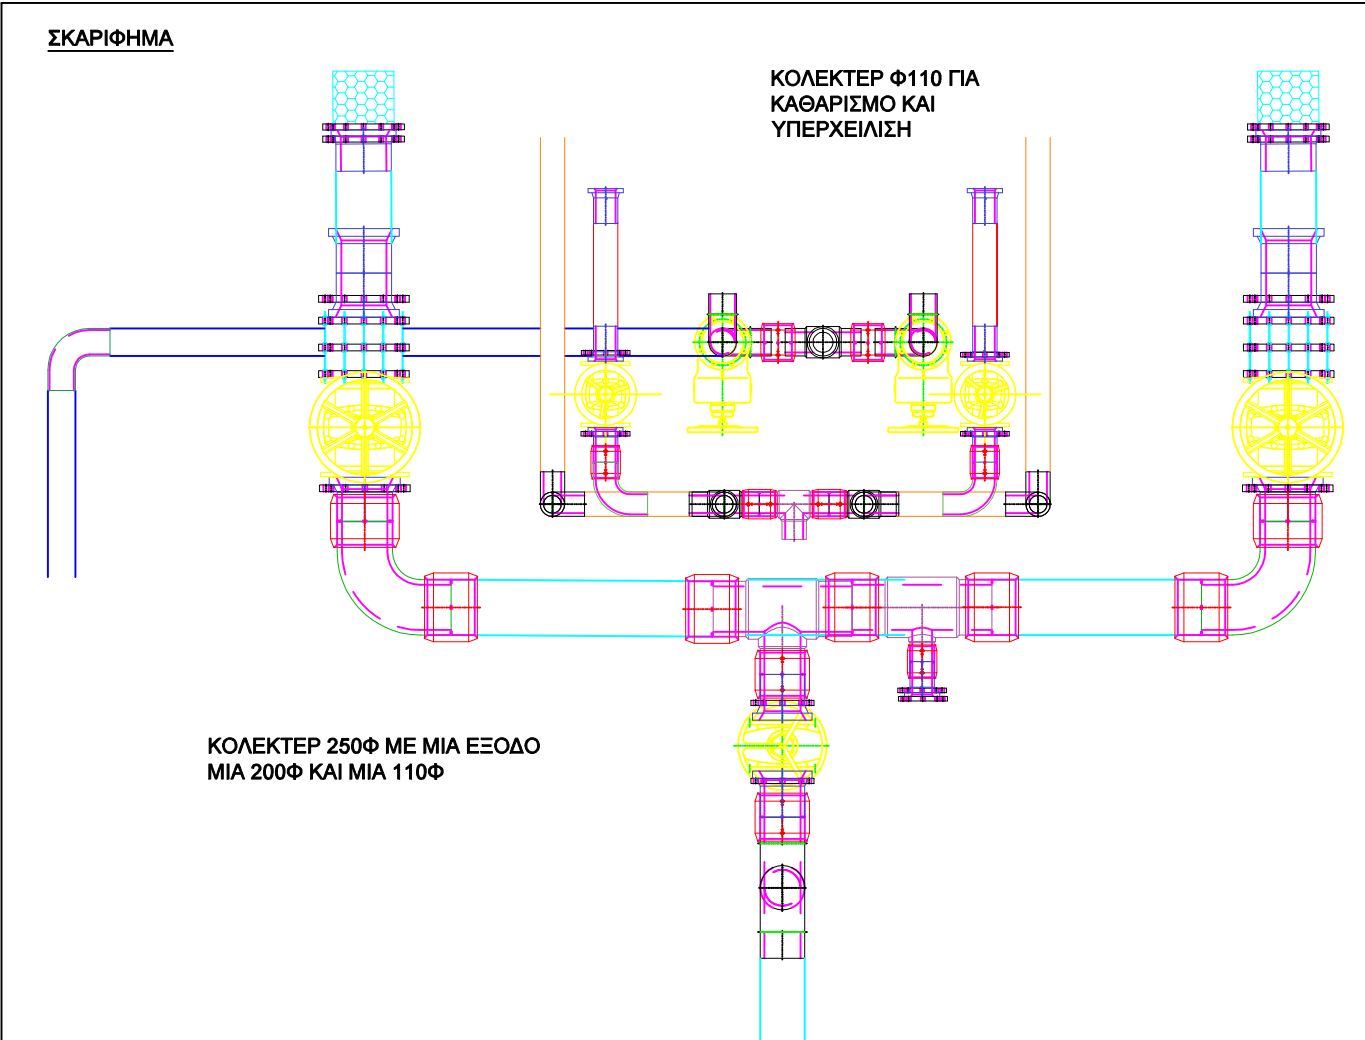 ΣΚΑΡΙΦΗΜΑ
ΚΟΛΕΚΤΕΡ Φ110 ΓΙΑ
ΚΑΘΑΡΙΣΜΟ ΚΑΙ
ΥΠΕΡΧΕΙΛΙΣΗ
ΚΟΛΕΚΤΕΡ 250Φ ΜΕ ΜΙΑ ΕΞΟΔΟ
ΜΙΑ 200Φ ΚΑΙ ΜΙΑ 110Φ